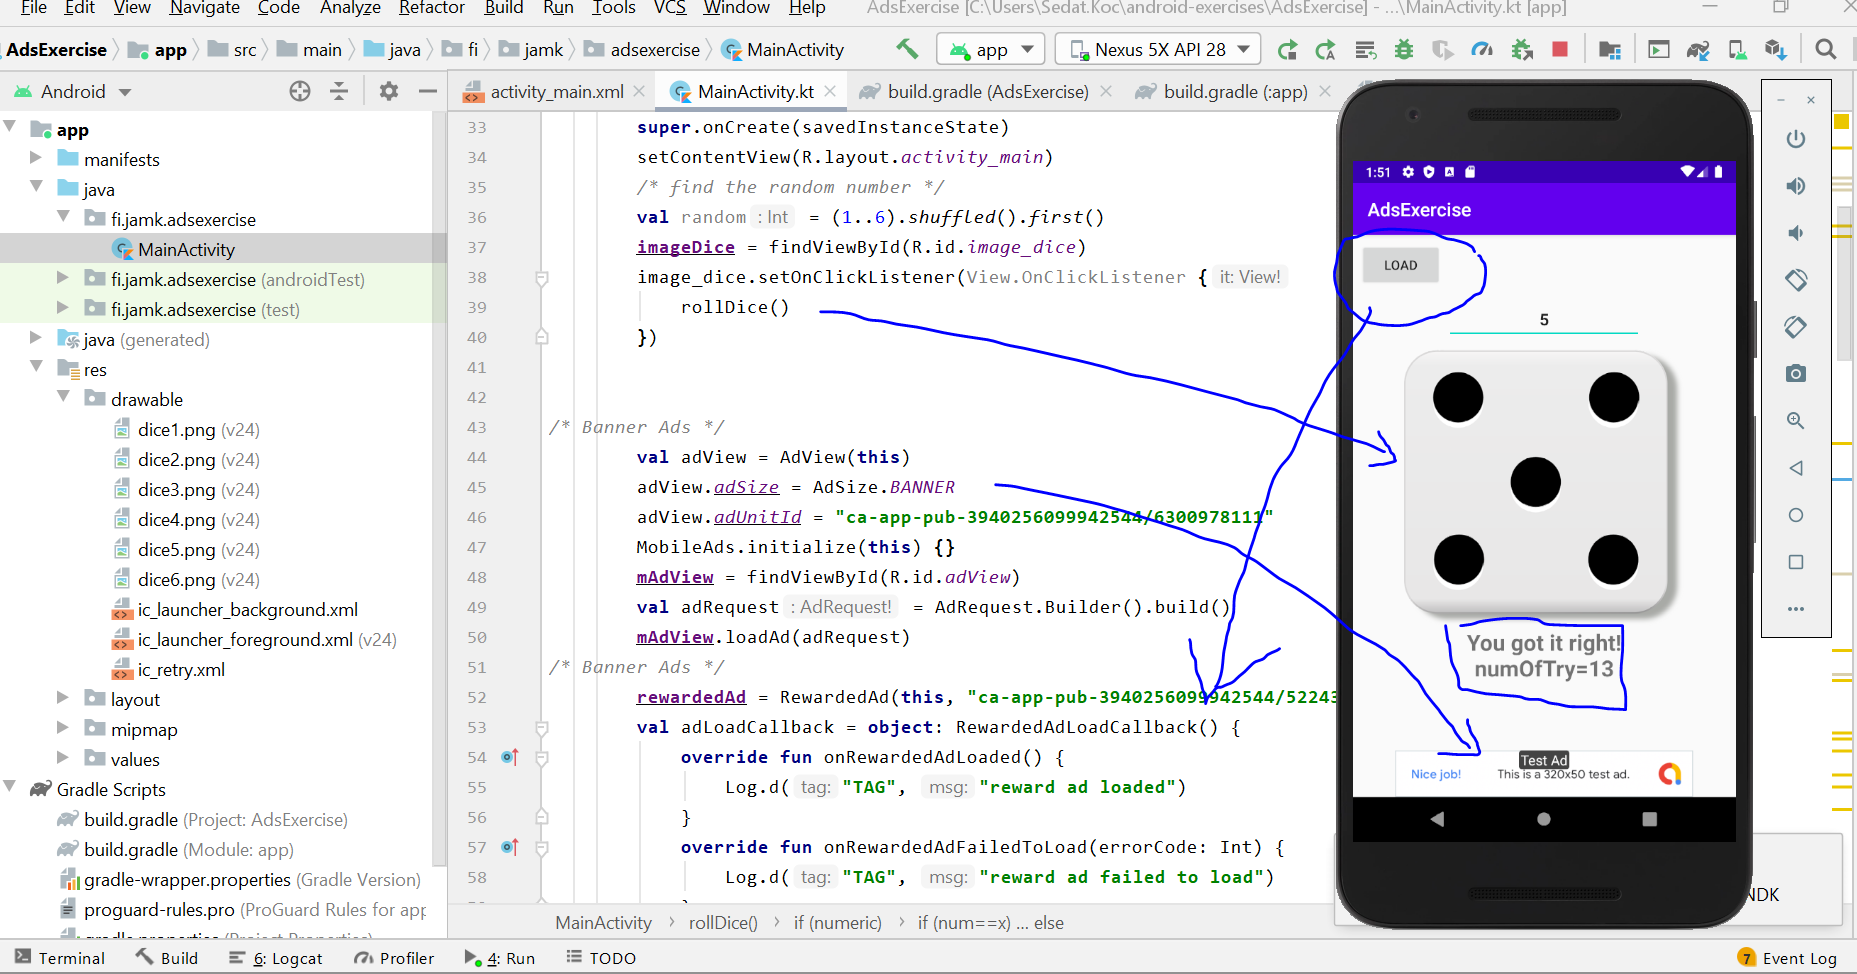 File Edit View Navigate Code Analyze Refactor Build Run Tools VCS Window Help AdsExercise [C:\Users\Sedat.Koc\android-exercises\AdsExercise] - ...\MainActivity.kt [app]
AdsExercise app src main java fi jamk adsexercise MainActivity app Nexus 5X API 28
Android
activity_main.xml MainActivity.kt build.gradle (AdsExercise) build.gradle (:app)
app
manifests
java
fi.jamk.adsexercise
MainActivity
fi.jamk.adsexercise (androidTest)
fi.jamk.adsexercise (test)
java (generated)
res
drawable
dice1.png (v24)
dice2.png (v24)
dice3.png (v24)
dice4.png (v24)
dice5.png (v24)
dice6.png (v24)
ic_launcher_background.xml
ic_launcher_foreground.xml (v24)
ic_retry.xml
layout
mipmap
values
Gradle Scripts
build.gradle (Project: AdsExercise)
build.gradle (Module: app)
gradle-wrapper.properties (Gradle Version)
proguard-rules.pro (ProGuard Rules for app
33 super.onCreate(savedInstanceState)
34 setContentView(R.layout.activity_main)
35 /* find the random number */
36 val random : Int = (1..6).shuffled().first()
37 imageDice = findViewById(R.id.image_dice)
38 image_dice.setOnClickListener(View.OnClickListener { it: View!
39 rollDice()
40 })
41
42
43 /* Banner Ads */
44 val adView = AdView(this)
45 adView.adSize = AdSize.BANNER
46 adView.adUnitId = "ca-app-pub-3940256099942544/6300978111"
47 MobileAds.initialize(this) {}
48 mAdView = findViewById(R.id.adView)
49 val adRequest : AdRequest! = AdRequest.Builder().build()
50 mAdView.loadAd(adRequest)
51 /* Banner Ads */
52 rewardedAd = RewardedAd(this, "ca-app-pub-3940256099942544/52243
53 val adLoadCallback = object: RewardedAdLoadCallback() {
54 override fun onRewardedAdLoaded() {
55 Log.d( tag: "TAG", msg: "reward ad loaded")
56 }
57 override fun onRewardedAdFailedToLoad(errorCode: Int) {
58 Log.d( tag: "TAG", msg: "reward ad failed to load")
MainActivity rollDice() if (numeric) if (num==x) ... else
1:51
AdsExercise
LOAD
5
You got it right!
numOfTry=13
Test Ad
Nice job! This is a 320x50 test ad.
NDK
Terminal Build 6: Logcat Profiler 4: Run TODO 7 Event Log